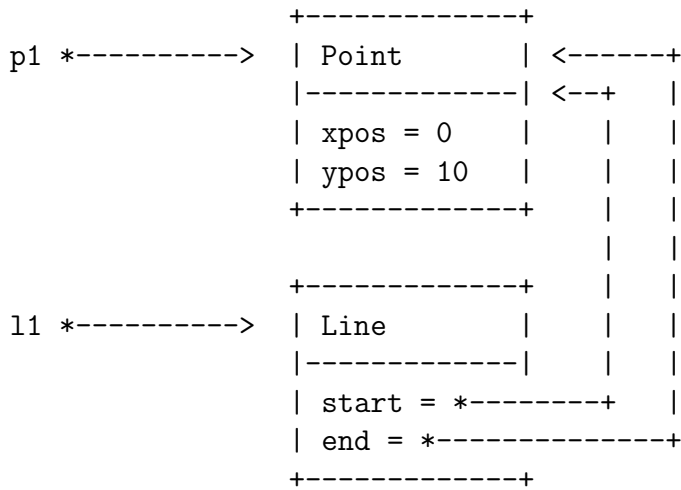 +-------------+
p1 *---------->  | Point       | <------+
               |-------------| <--+   |
               | xpos = 0    |    |   |
               | ypos = 10   |    |   |
               +-------------+    |   |
                                  |   |
               +-------------+    |   |
l1 *---------->  | Line        |    |   |
               |-------------|    |   |
               | start = *--------+   |
               | end = *--------------+
               +-------------+